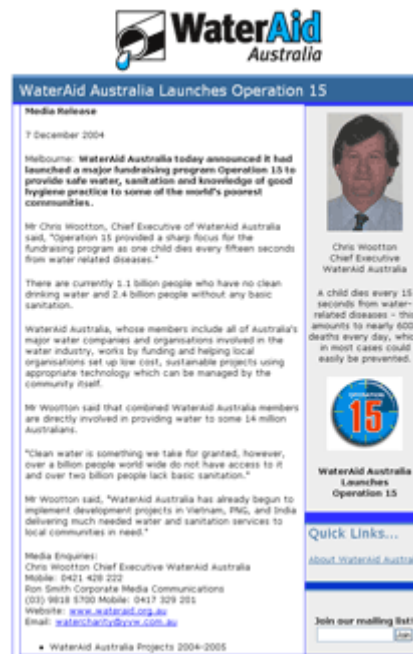 WaterAid
Australia
WaterAid Australia Launches Operation 15
Media Release
7 December 2004
Melbourne: WaterAid Australia today announced it had
launched a major fundraising program Operation 15 to
provide safe water, sanitation and knowledge of good
hygiene practice to some of the world's poorest
communities.
Mr Chris Wootton, Chief Executive of WaterAid Australia
said, "Operation 15 provided a sharp focus for the
fundraising program as one child dies every fifteen seconds
from water related diseases."
There are currently 1.1 billion people who have no clean
drinking water and 2.4 billion people without any basic
sanitation.
WaterAid Australia, whose members include all of Australia's
major water companies and organisations involved in the
water industry, works by funding and helping local
organisations set up low cost, sustainable projects using
appropriate technology which can be managed by the
community itself.
Mr Wootton said that combined WaterAid Australia members
are directly involved in providing water to some 14 million
Australians.
"Clean water is something we take for granted, however,
over a billion people world wide do not have access to it
and over two billion people lack basic sanitation."
Mr Wootton said, "WaterAid Australia has already begun to
implement development projects in Vietnam, PNG, and India
delivering much needed water and sanitation services to
local communities in need."
Media Enquiries:
Chris Wootton Chief Executive WaterAid Australia
Mobile: 0421 428 222
Ron Smith Corporate Media Communications
(03) 9818 5700 Mobile: 0417 329 201
Website: www.wateraid.org.au
Email: watercharity@yvw.com.au
• WaterAid Australia Projects 2004-2005
Chris Wootton
Chief Executive
WaterAid Australia
A child dies every 15
seconds from water-
related diseases - this
amounts to nearly 600
deaths every day, whic
in most cases could
easily be prevented.
OPERATION
15
WaterAid Australia
Launches
Operation 15
Quick Links...
About WaterAid Austra
Join our mailing list!
Join